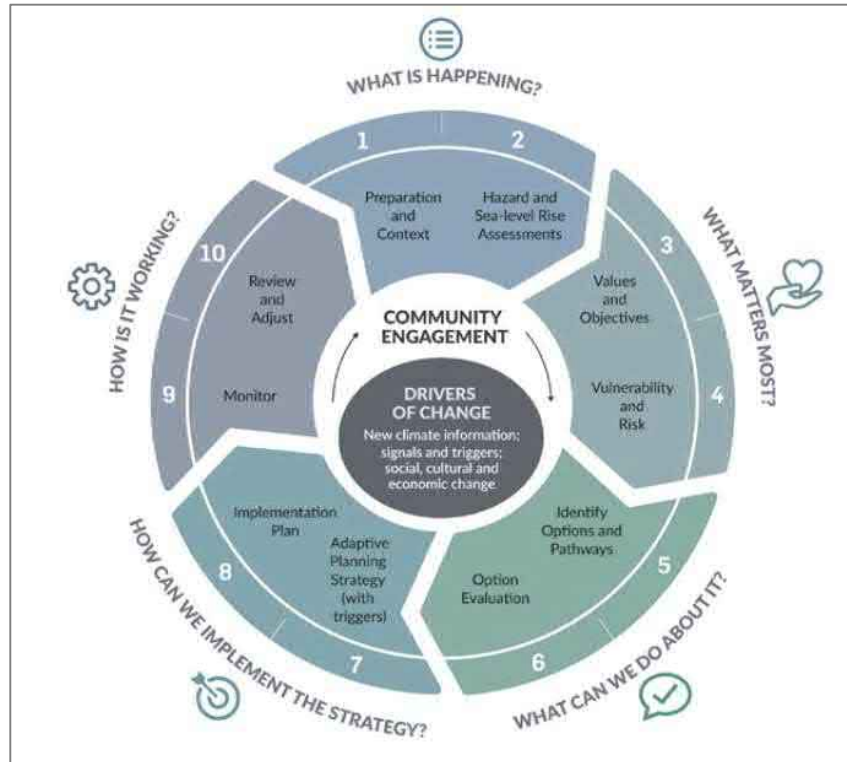 WHAT IS HAPPENING?
1
2
Preparation
and
Context
Hazard and
Sea-level Rise
Assessments
WHAT MATTERS MOST?
3
4
Values
and
Objectives
Vulnerability
and
Risk
WHAT CAN WE DO ABOUT IT?
5
6
Identify
Options and
Pathways
Option
Evaluation
HOW CAN WE IMPLEMENT THE STRATEGY?
7
8
Adaptive
Planning
Strategy
(with
triggers)
Implementation
Plan
HOW IS IT WORKING?
9
10
Monitor
Review
and
Adjust
COMMUNITY
ENGAGEMENT
DRIVERS
OF CHANGE
New climate information;
signals and triggers;
social, cultural and
economic change